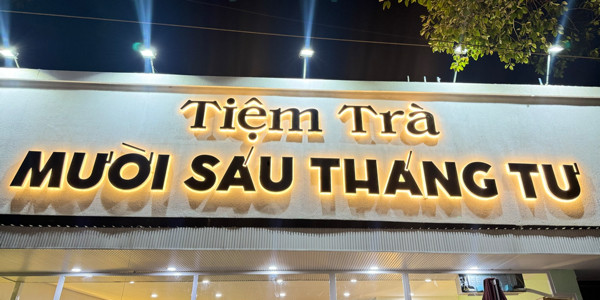 Tiệm Trà
MƯỜI SÁU THÁNG TƯ